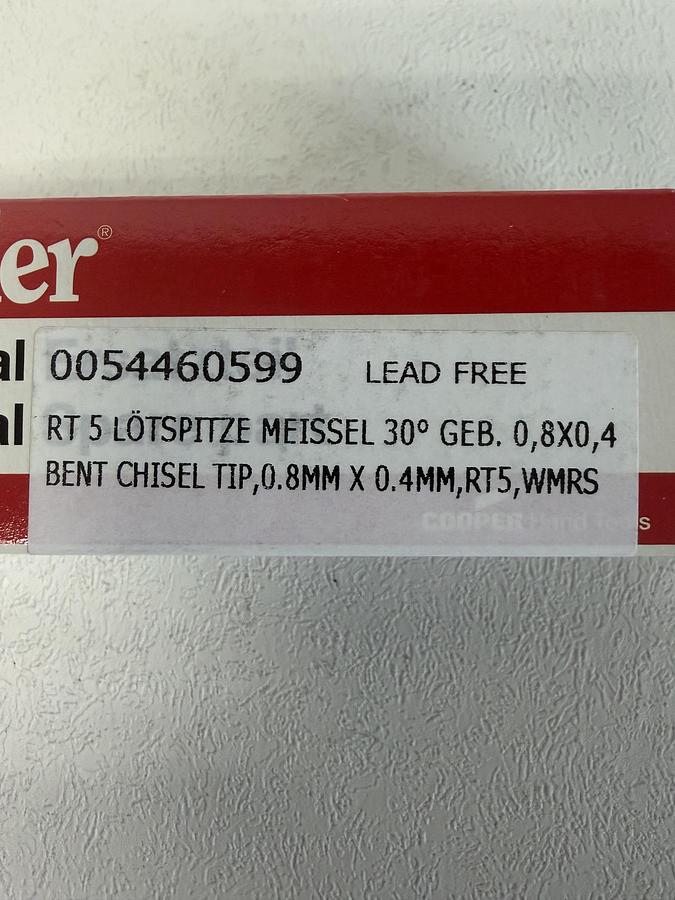 ler®
al
0054460599 LEAD FREE
al
RT 5 LÖTSPITZE MEISSEL 30° GEB. 0,8X0,4
BENT CHISEL TIP,0.8MM X 0.4MM,RT5,WMRS
COOPER Hand Tools